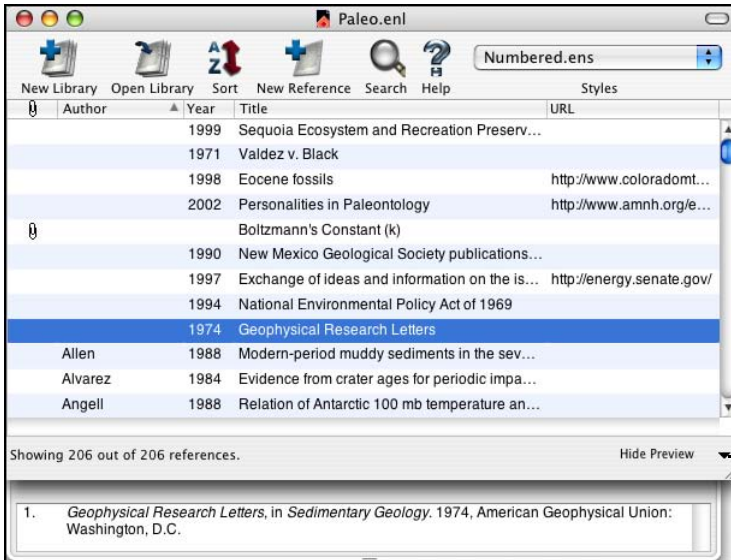 Paleo.enl
New Library Open Library Sort New Reference Search Help Numbered.ens Styles
Author Year Title URL
1999 Sequoia Ecosystem and Recreation Preserv...
1971 Valdez v. Black
1998 Eocene fossils http://www.coloradomt...
2002 Personalities in Paleontology http://www.amnh.org/e...
Boltzmann's Constant (k)
1990 New Mexico Geological Society publications...
1997 Exchange of ideas and information on the is... http://energy.senate.gov/
1994 National Environmental Policy Act of 1969
1974 Geophysical Research Letters
Allen 1988 Modern-period muddy sediments in the sev...
Alvarez 1984 Evidence from crater ages for periodic impa...
Angell 1988 Relation of Antarctic 100 mb temperature an...
Showing 206 out of 206 references. Hide Preview
1. Geophysical Research Letters, in Sedimentary Geology. 1974, American Geophysical Union:
Washington, D.C.